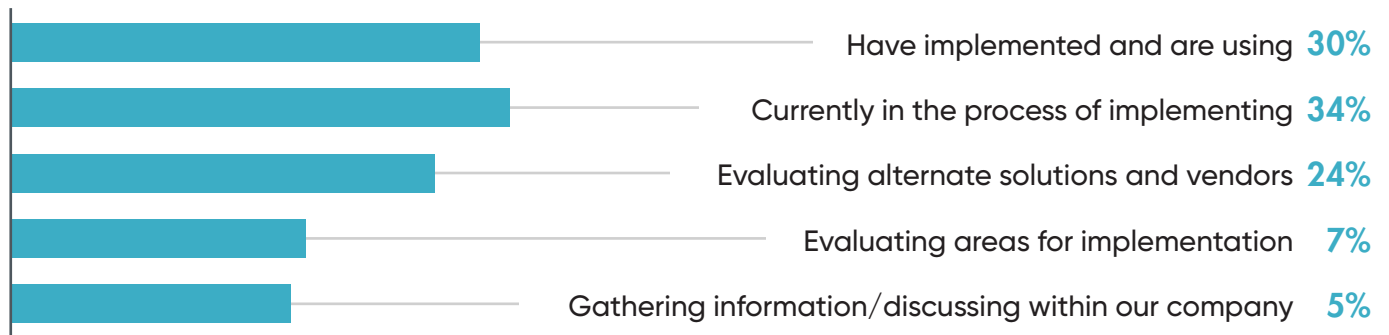 Have implemented and are using 30%
Currently in the process of implementing 34%
Evaluating alternate solutions and vendors 24%
Evaluating areas for implementation 7%
Gathering information/discussing within our company 5%